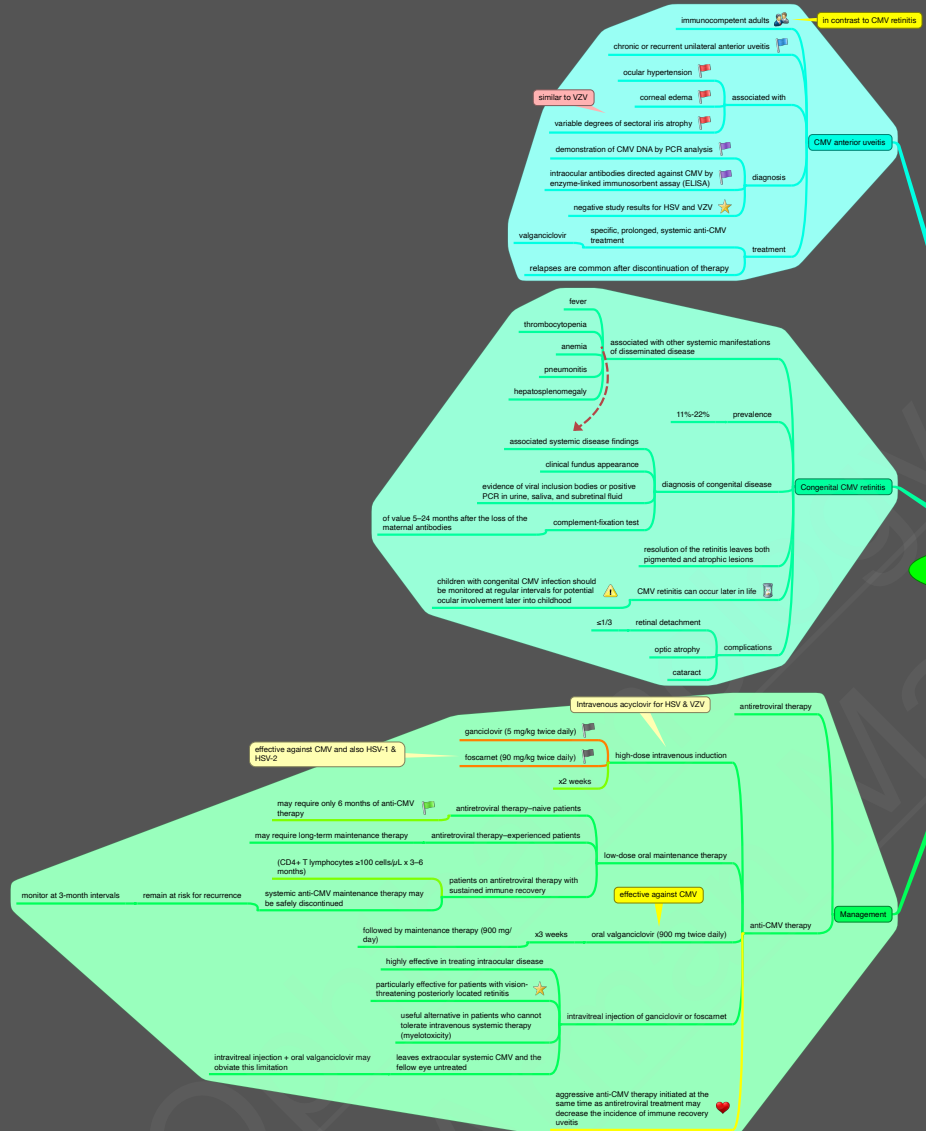 immunocompetent adults
in contrast to CMV retinitis
chronic or recurrent unilateral anterior uveitis
ocular hypertension
similar to VZV
corneal edema
associated with
variable degrees of sectoral iris atrophy
CMV anterior uveitis
demonstration of CMV DNA by PCR analysis
intraocular antibodies directed against CMV by
enzyme-linked immunosorbent assay (ELISA)
diagnosis
negative study results for HSV and VZV
valganciclovir
specific, prolonged, systemic anti-CMV
treatment
treatment
relapses are common after discontinuation of therapy
fever
thrombocytopenia
anemia
pneumonitis
hepatosplenomegaly
associated with other systemic manifestations
of disseminated disease
11%-22%
prevalence
associated systemic disease findings
clinical fundus appearance
evidence of viral inclusion bodies or positive
PCR in urine, saliva, and subretinal fluid
diagnosis of congenital disease
Congenital CMV retinitis
of value 5–24 months after the loss of the
maternal antibodies
complement-fixation test
resolution of the retinitis leaves both
pigmented and atrophic lesions
children with congenital CMV infection should
be monitored at regular intervals for potential
ocular involvement later into childhood
CMV retinitis can occur later in life
≤1/3
retinal detachment
optic atrophy
complications
cataract
Intravenous acyclovir for HSV & VZV
antiretroviral therapy
ganciclovir (5 mg/kg twice daily)
effective against CMV and also HSV-1 &
HSV-2
foscarnet (90 mg/kg twice daily)
high-dose intravenous induction
x2 weeks
may require only 6 months of anti-CMV
therapy
antiretroviral therapy–naive patients
may require long-term maintenance therapy
antiretroviral therapy–experienced patients
low-dose oral maintenance therapy
(CD4+ T lymphocytes ≥100 cells/µL x 3–6
months)
patients on antiretroviral therapy with
sustained immune recovery
monitor at 3-month intervals
remain at risk for recurrence
systemic anti-CMV maintenance therapy may
be safely discontinued
effective against CMV
Management
anti-CMV therapy
followed by maintenance therapy (900 mg/
day)
x3 weeks
oral valganciclovir (900 mg twice daily)
highly effective in treating intraocular disease
particularly effective for patients with vision-
threatening posteriorly located retinitis
useful alternative in patients who cannot
tolerate intravenous systemic therapy
(myelotoxicity)
intravitreal injection of ganciclovir or foscarnet
intravitreal injection + oral valganciclovir may
obviate this limitation
leaves extraocular systemic CMV and the
fellow eye untreated
aggressive anti-CMV therapy initiated at the
same time as antiretroviral treatment may
decrease the incidence of immune recovery
uveitis